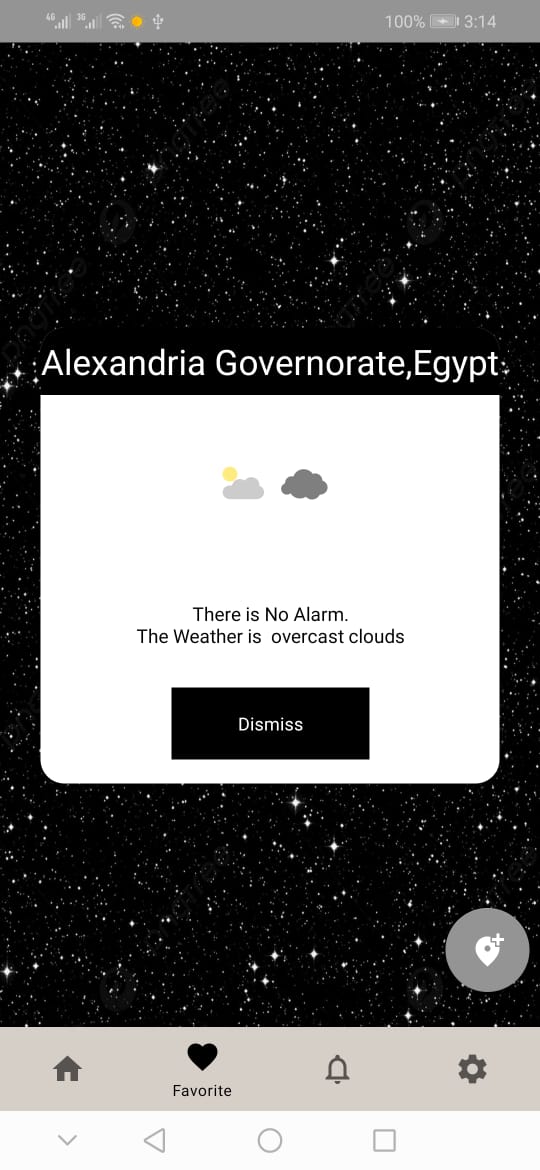 4G 3G 100% 3:14
Alexandria Governorate,Egypt
There is No Alarm.
The Weather is  overcast clouds
Dismiss
Favorite